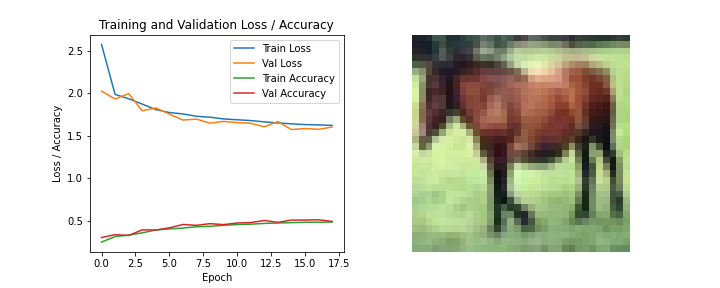 Training and Validation Loss / Accuracy
Loss / Accuracy
2.5
2.0
1.5
1.0
0.5
Train Loss
Val Loss
Train Accuracy
Val Accuracy
0.0 2.5 5.0 7.5 10.0 12.5 15.0 17.5
Epoch